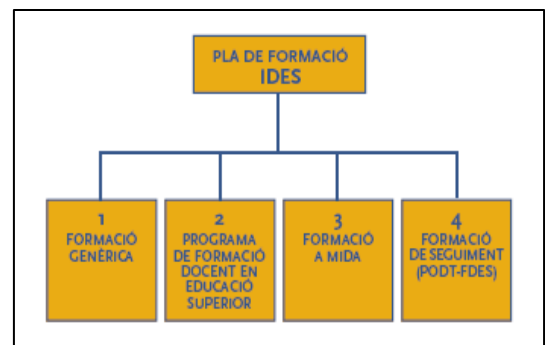 PLA DE FORMACIÓ
IDES
1
FORMACIÓ
GENÈRICA
2
PROGRAMA
DE FORMACIÓ
DOCENT EN
EDUCACIÓ
SUPERIOR
3
FORMACIÓ
A MIDA
4
FORMACIÓ
DE SEGUIMENT
(PODT-FDES)